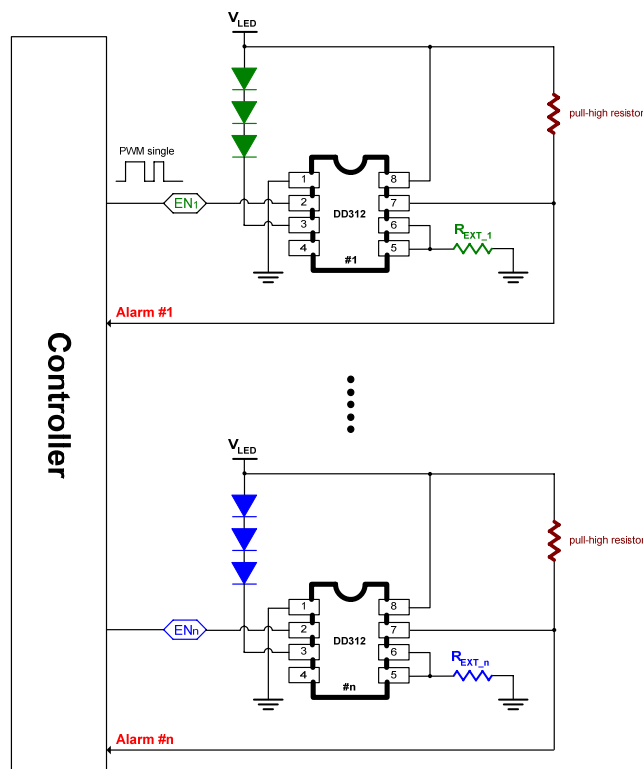 VLED
pull-high resistor
PWM single
EN1
1
2
3
4
DD312
#1
8
7
6
5
REXT_1
Alarm #1
Controller
VLED
pull-high resistor
ENn
1
2
3
4
DD312
#n
8
7
6
5
REXT_n
Alarm #n